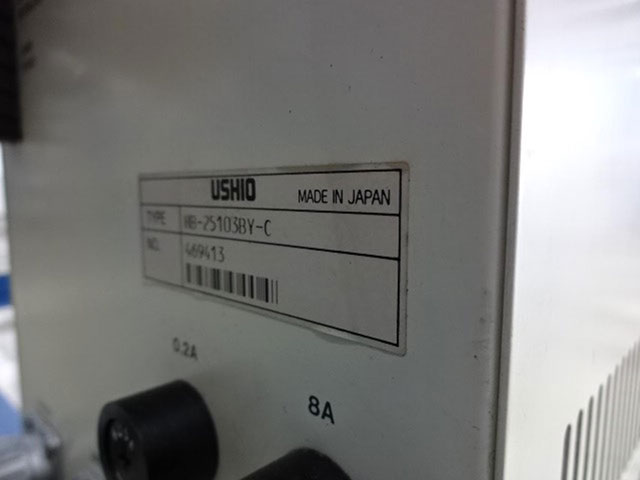 USHIO MADE IN JAPAN
TYPE HB-25103BY-C
NO. 469413
0.2A
8A